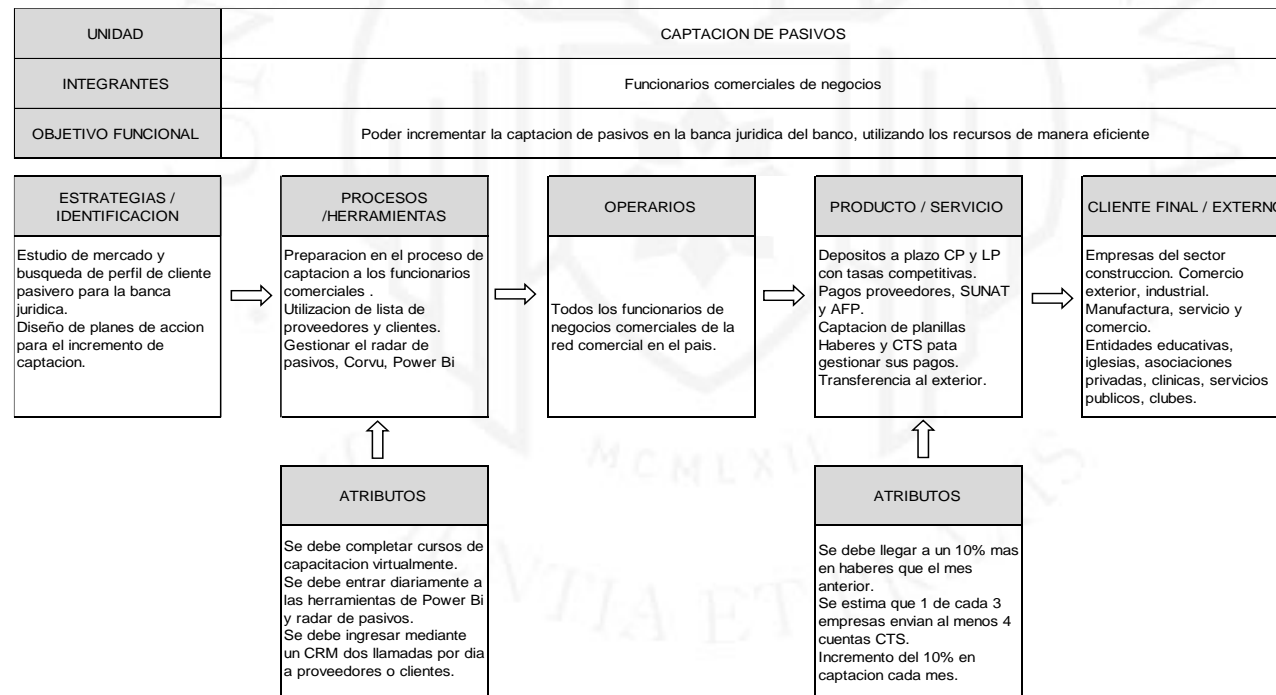 UNIDAD
CAPTACION DE PASIVOS
INTEGRANTES
Funcionarios comerciales de negocios
OBJETIVO FUNCIONAL
Poder incrementar la captacion de pasivos en la banca juridica del banco, utilizando los recursos de manera eficiente
ESTRATEGIAS /
IDENTIFICACION
Estudio de mercado y
busqueda de perfil de cliente
pasivero para la banca
juridica.
Diseño de planes de accion
para el incremento de
captacion.
PROCESOS
/HERRAMIENTAS
Preparacion en el proceso de
captacion a los funcionarios
comerciales .
Utilizacion de lista de
proveedores y clientes.
Gestionar el radar de
pasivos, Corvu, Power Bi
OPERARIOS
Todos los funcionarios de
negocios comerciales de la
red comercial en el pais.
PRODUCTO / SERVICIO
Depositos a plazo CP y LP
con tasas competitivas.
Pagos proveedores, SUNAT
y AFP.
Captacion de planillas
Haberes y CTS pata
gestionar sus pagos.
Transferencia al exterior.
CLIENTE FINAL / EXTERNO
Empresas del sector
construccion. Comercio
exterior, industrial.
Manufactura, servicio y
comercio.
Entidades educativas,
iglesias, asociaciones
privadas, clinicas, servicios
publicos, clubes.
ATRIBUTOS
Se debe completar cursos de
capacitacion virtualmente.
Se debe entrar diariamente a
las herramientas de Power Bi
y radar de pasivos.
Se debe ingresar mediante
un CRM dos llamadas por dia
a proveedores o clientes.
ATRIBUTOS
Se debe llegar a un 10% mas
en haberes que el mes
anterior.
Se estima que 1 de cada 3
empresas envian al menos 4
cuentas CTS.
Incremento del 10% en
captacion cada mes.
MCMLXII